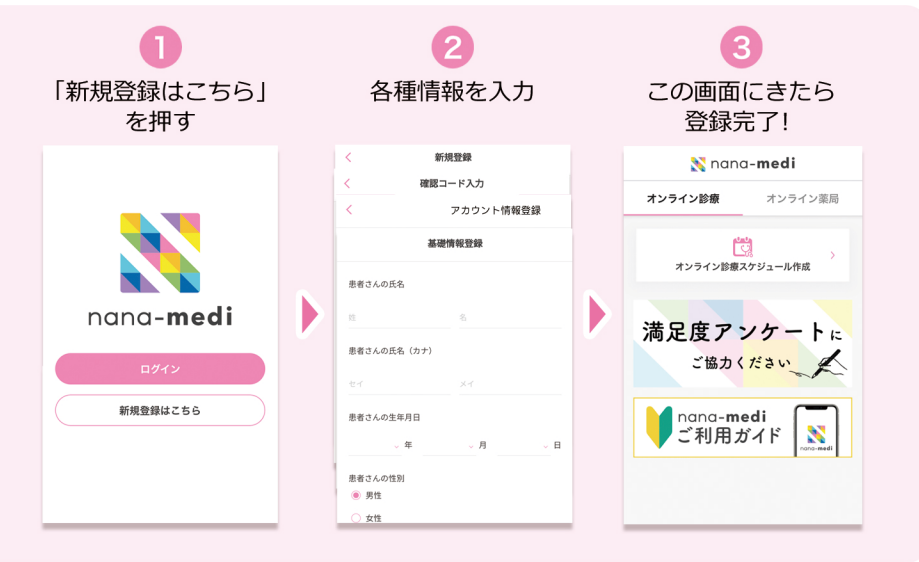 1
「新規登録はこちら」
を押す
nana-medi
ログイン
新規登録はこちら
2
各種情報を入力
新規登録
確認コード入力
アカウント情報登録
基礎情報登録
患者さんの氏名
姓 名
患者さんの氏名（カナ）
セイ メイ
患者さんの生年月日
年 月 日
患者さんの性別
男性
女性
3
この画面にきたら
登録完了!
nana-medi
オンライン診療 オンライン薬局
オンライン診療スケジュール作成
満足度アンケートに
ご協力ください
nana-medi
ご利用ガイド
nana-medi